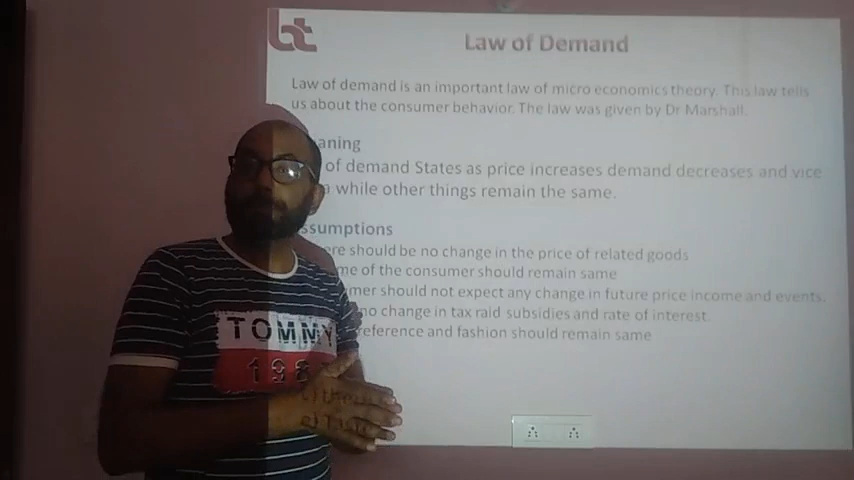 bt
Law of Demand
Law of demand is an important law of micro economics theory. This law tells
us about the consumer behavior. The law was given by Dr Marshall.
aning
of demand States as price increases demand decreases and vice
a while other things remain the same.
ssumptions
ere should be no change in the price of related goods
me of the consumer should remain same
mer should not expect any change in future price income and events.
no change in tax raid subsidies and rate of interest.
reference and fashion should remain same
TOMMY
198